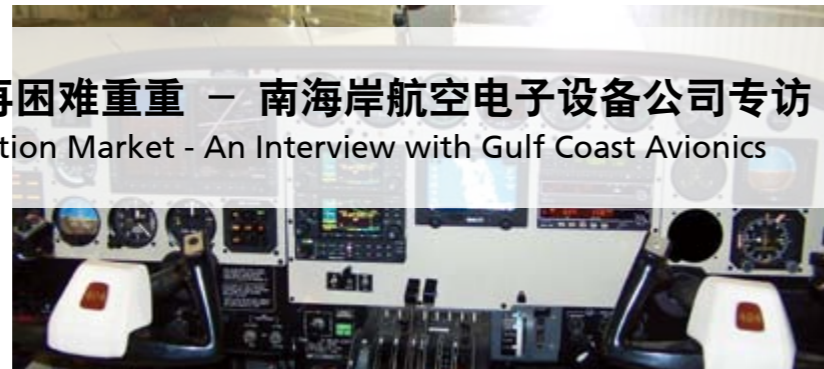 再困难重重 － 南海岸航空电子设备公司专访
tion Market - An Interview with Gulf Coast Avionics